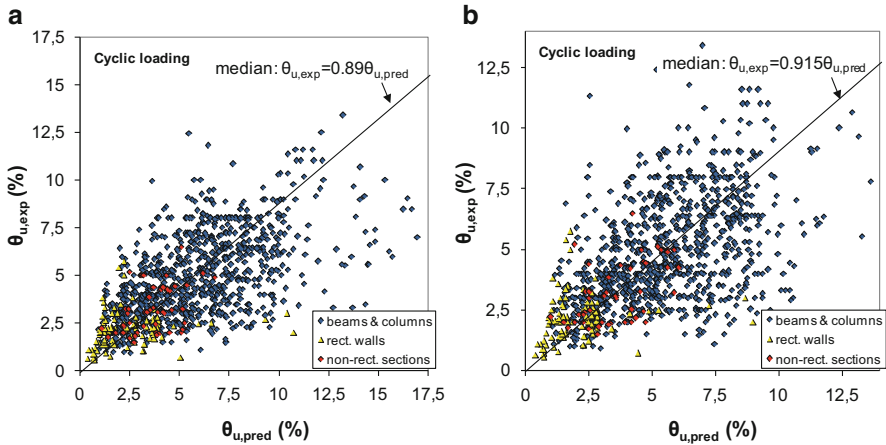 a
17,5
15
12,5
10
7,5
5
2,5
0
θu,exp (%)
Cyclic loading
median: θu,exp=0.89θu,pred
beams & columns
rect. walls
non-rect. sections
0 2,5 5 7,5 10 12,5 15 17,5
θu,pred (%)
b
12,5
10
7,5
5
2,5
0
θu,exp (%)
Cyclic loading
median: θu,exp=0.915θu,pred
beams & columns
rect. walls
non-rect. sections
0 2,5 5 7,5 10 12,5
θu,pred (%)